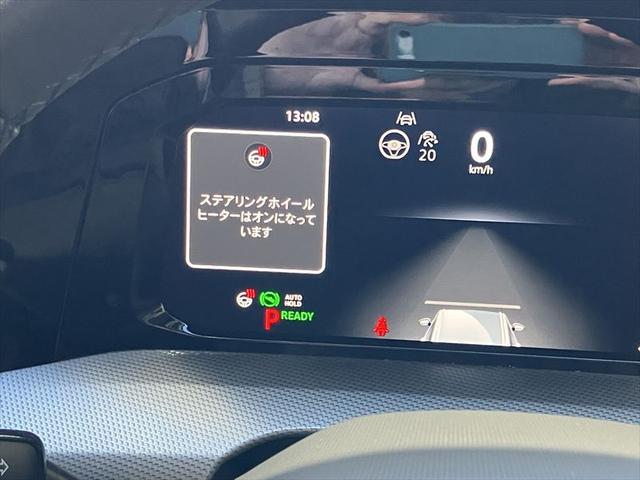 13:08
ステアリングホイール
ヒーターはオンになって
います
20
0
km/h
AUTO
HOLD
P READY